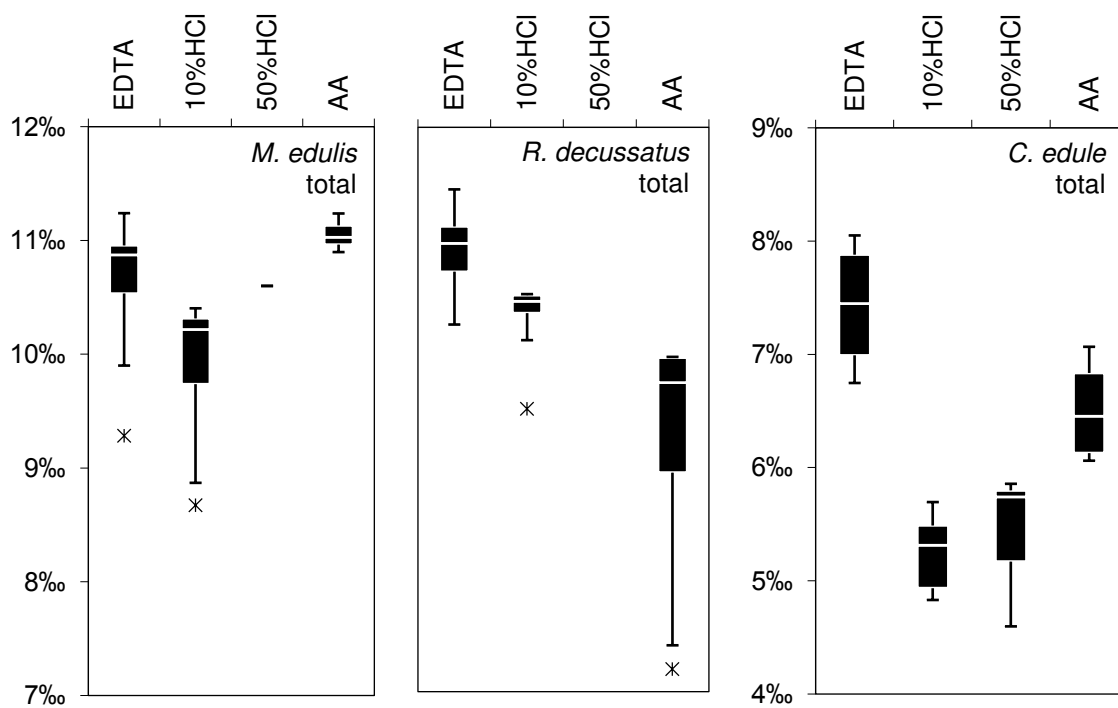 EDTA
10%HCl
50%HCl
AA
EDTA
10%HCl
50%HCl
AA
EDTA
10%HCl
50%HCl
AA
12‰
11‰
10‰
9‰
8‰
7‰
M. edulis
total
R. decussatus
total
9‰
8‰
7‰
6‰
5‰
4‰
C. edule
total